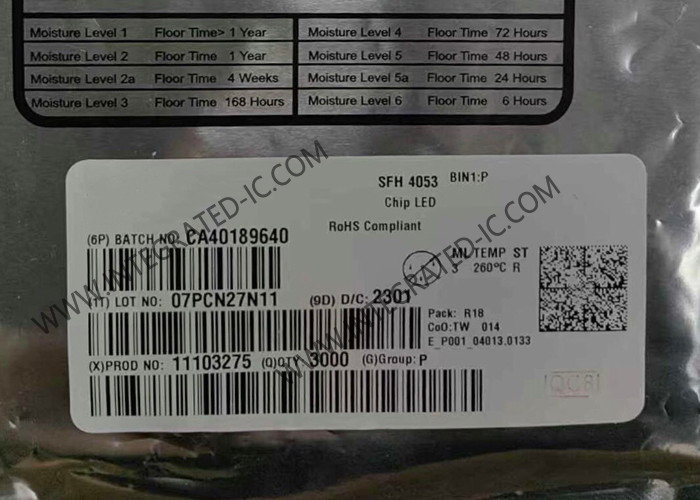 Moisture Level 1 Floor Time> 1 Year Moisture Level 4 Floor Time 72 Hours
Moisture Level 2 Floor Time 1 Year Moisture Level 5 Floor Time 48 Hours
Moisture Level 2a Floor Time 4 Weeks Moisture Level 5a Floor Time 24 Hours
Moisture Level 3 Floor Time 168 Hours Moisture Level 6 Floor Time 6 Hours
SFH 4053 BIN1:P
Chip LED
RoHS Compliant
(6P) BATCH NO: CA40189640
ML TEMP ST
3 260°C R
(1T) LOT NO: 07PCN27N11 (9D) D/C: 2301
Pack: R18
CoO:TW 014
E_P001_04013.0133
(X)PROD NO: 11103275 (Q)QTY: 3000 (G)Group: P
QC8
WWW.INTEGRATED-IC.COM
WWW.INTEGRATED-IC.COM